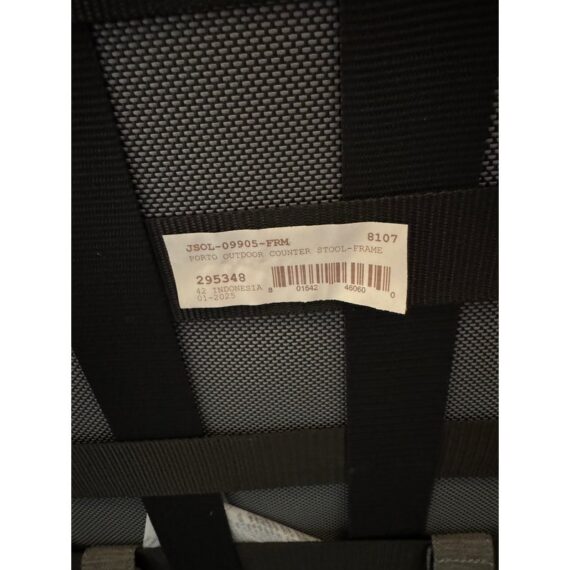 JSOL-09905-FRM 8107
PORTO OUTDOOR COUNTER STOOL-FRAME
295348
42 INDONESIA
01-2025
8 01642 46060 0